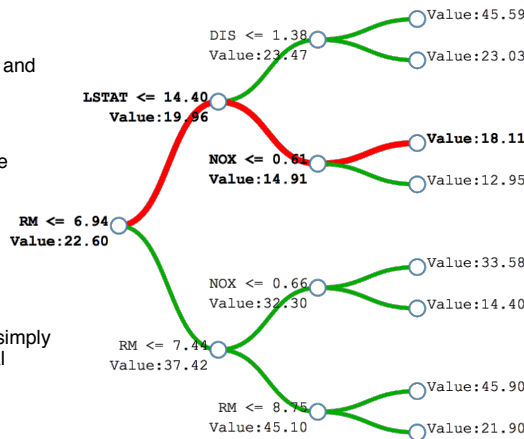 and
e
simply
l
DIS <= 1.38
Value:23.47
Value:45.59
Value:23.03
LSTAT <= 14.40
Value:19.96
NOX <= 0.61
Value:14.91
Value:18.11
Value:12.95
RM <= 6.94
Value:22.60
NOX <= 0.66
Value:32.30
Value:33.58
Value:14.40
RM <= 7.44
Value:37.42
RM <= 8.75
Value:45.10
Value:45.90
Value:21.90